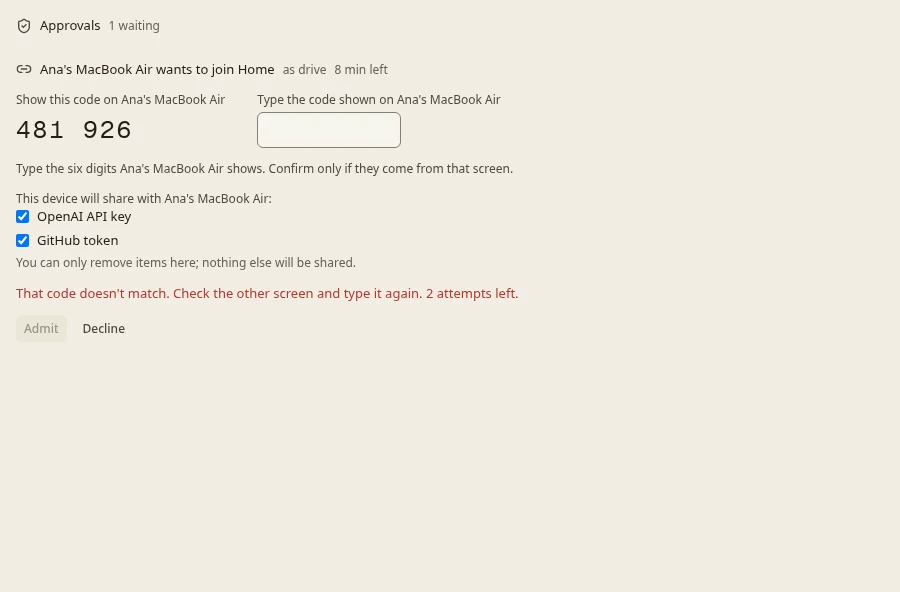 Approvals 1 waiting
Ana's MacBook Air wants to join Home as drive 8 min left
Show this code on Ana's MacBook Air
481 926
Type the code shown on Ana's MacBook Air
Type the six digits Ana's MacBook Air shows. Confirm only if they come from that screen.
This device will share with Ana's MacBook Air:
OpenAI API key
GitHub token
You can only remove items here; nothing else will be shared.
That code doesn't match. Check the other screen and type it again. 2 attempts left.
Admit Decline